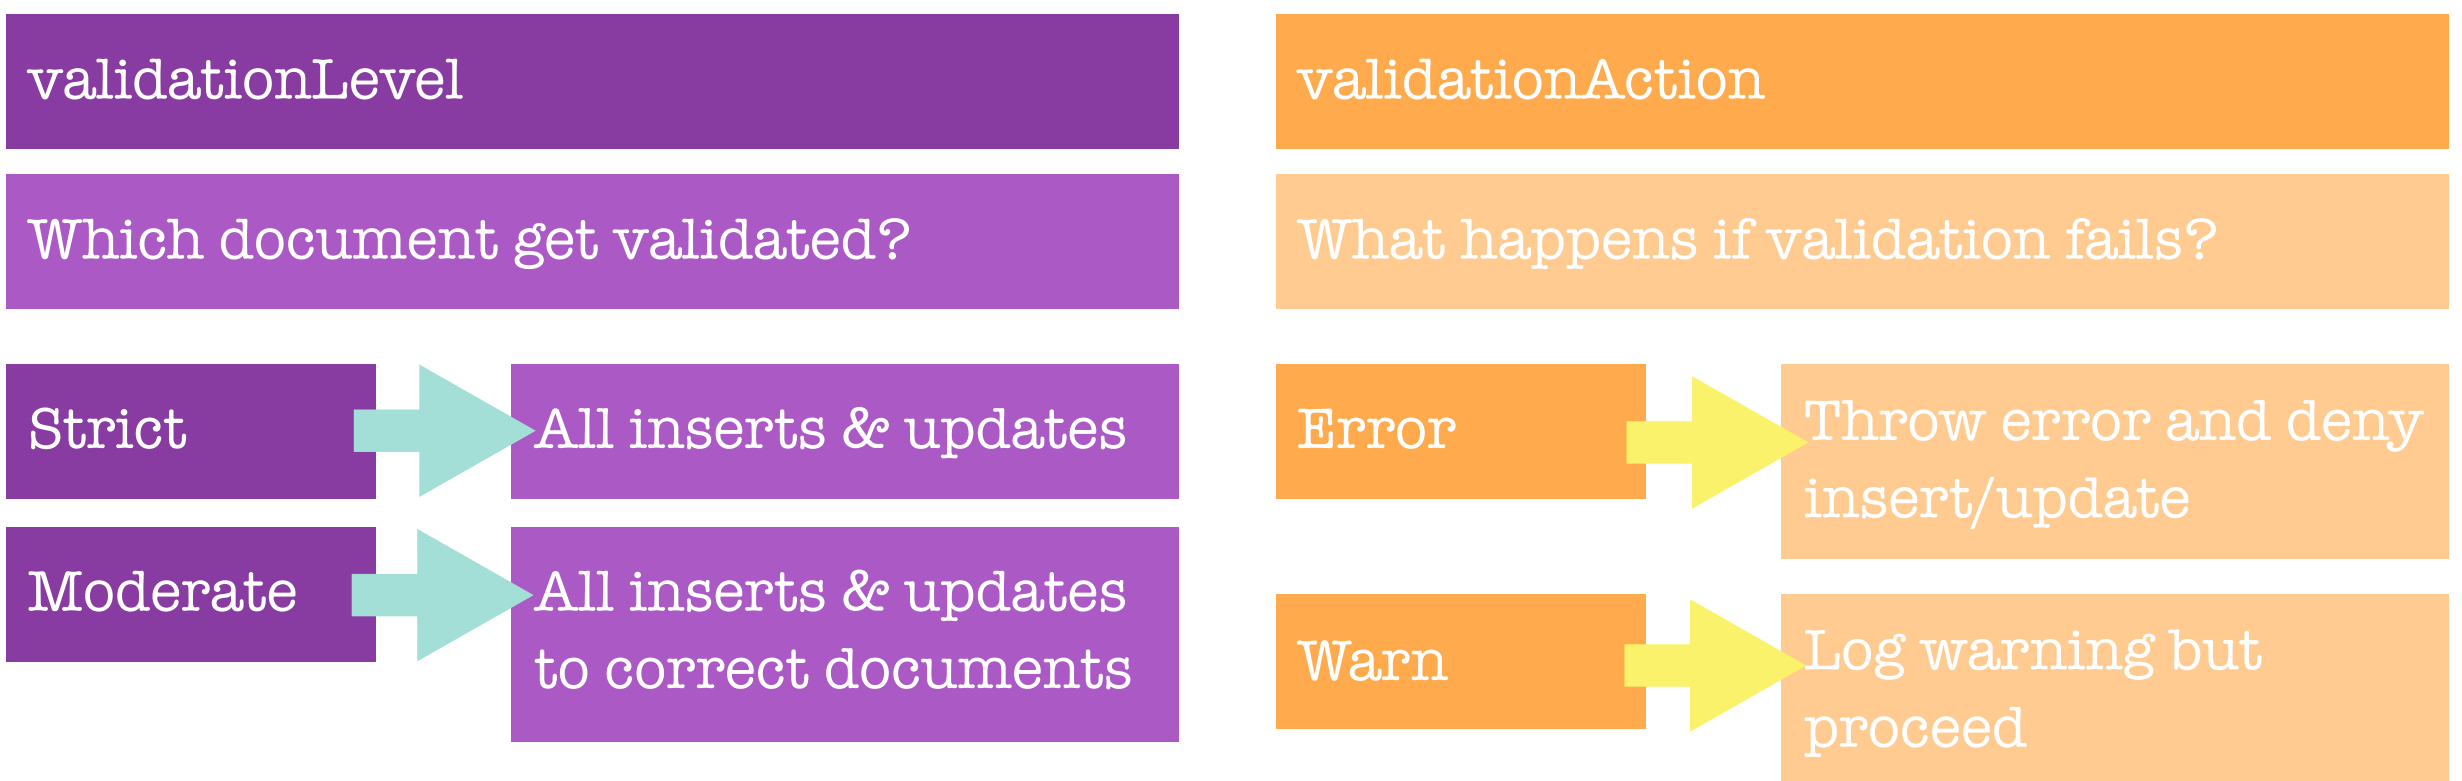 validationLevel
Which document get validated?
Strict
All inserts & updates
Moderate
All inserts & updates
to correct documents
validationAction
What happens if validation fails?
Error
Throw error and deny
insert/update
Warn
Log warning but
proceed